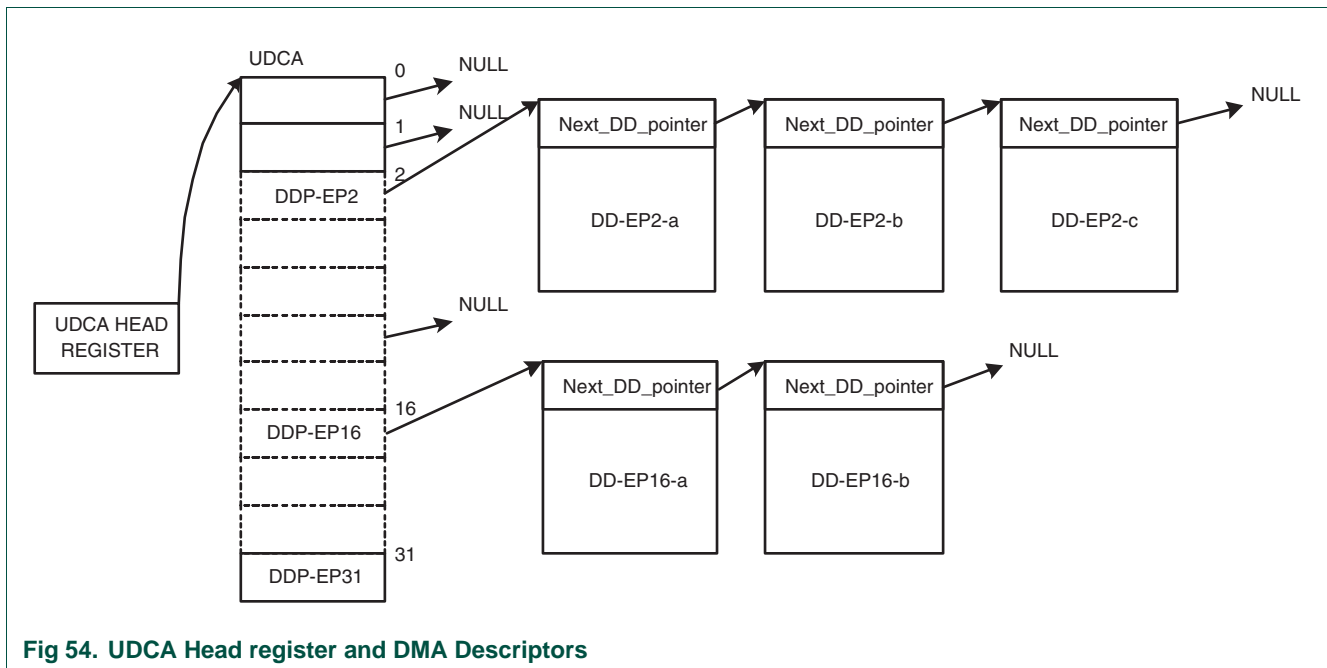 UDCA
0
NULL
1
NULL
2
DDP-EP2
Next_DD_pointer
Next_DD_pointer
Next_DD_pointer
NULL
DD-EP2-a
DD-EP2-b
DD-EP2-c
UDCA HEAD
REGISTER
NULL
16
DDP-EP16
Next_DD_pointer
Next_DD_pointer
NULL
DD-EP16-a
DD-EP16-b
31
DDP-EP31
Fig 54. UDCA Head register and DMA Descriptors